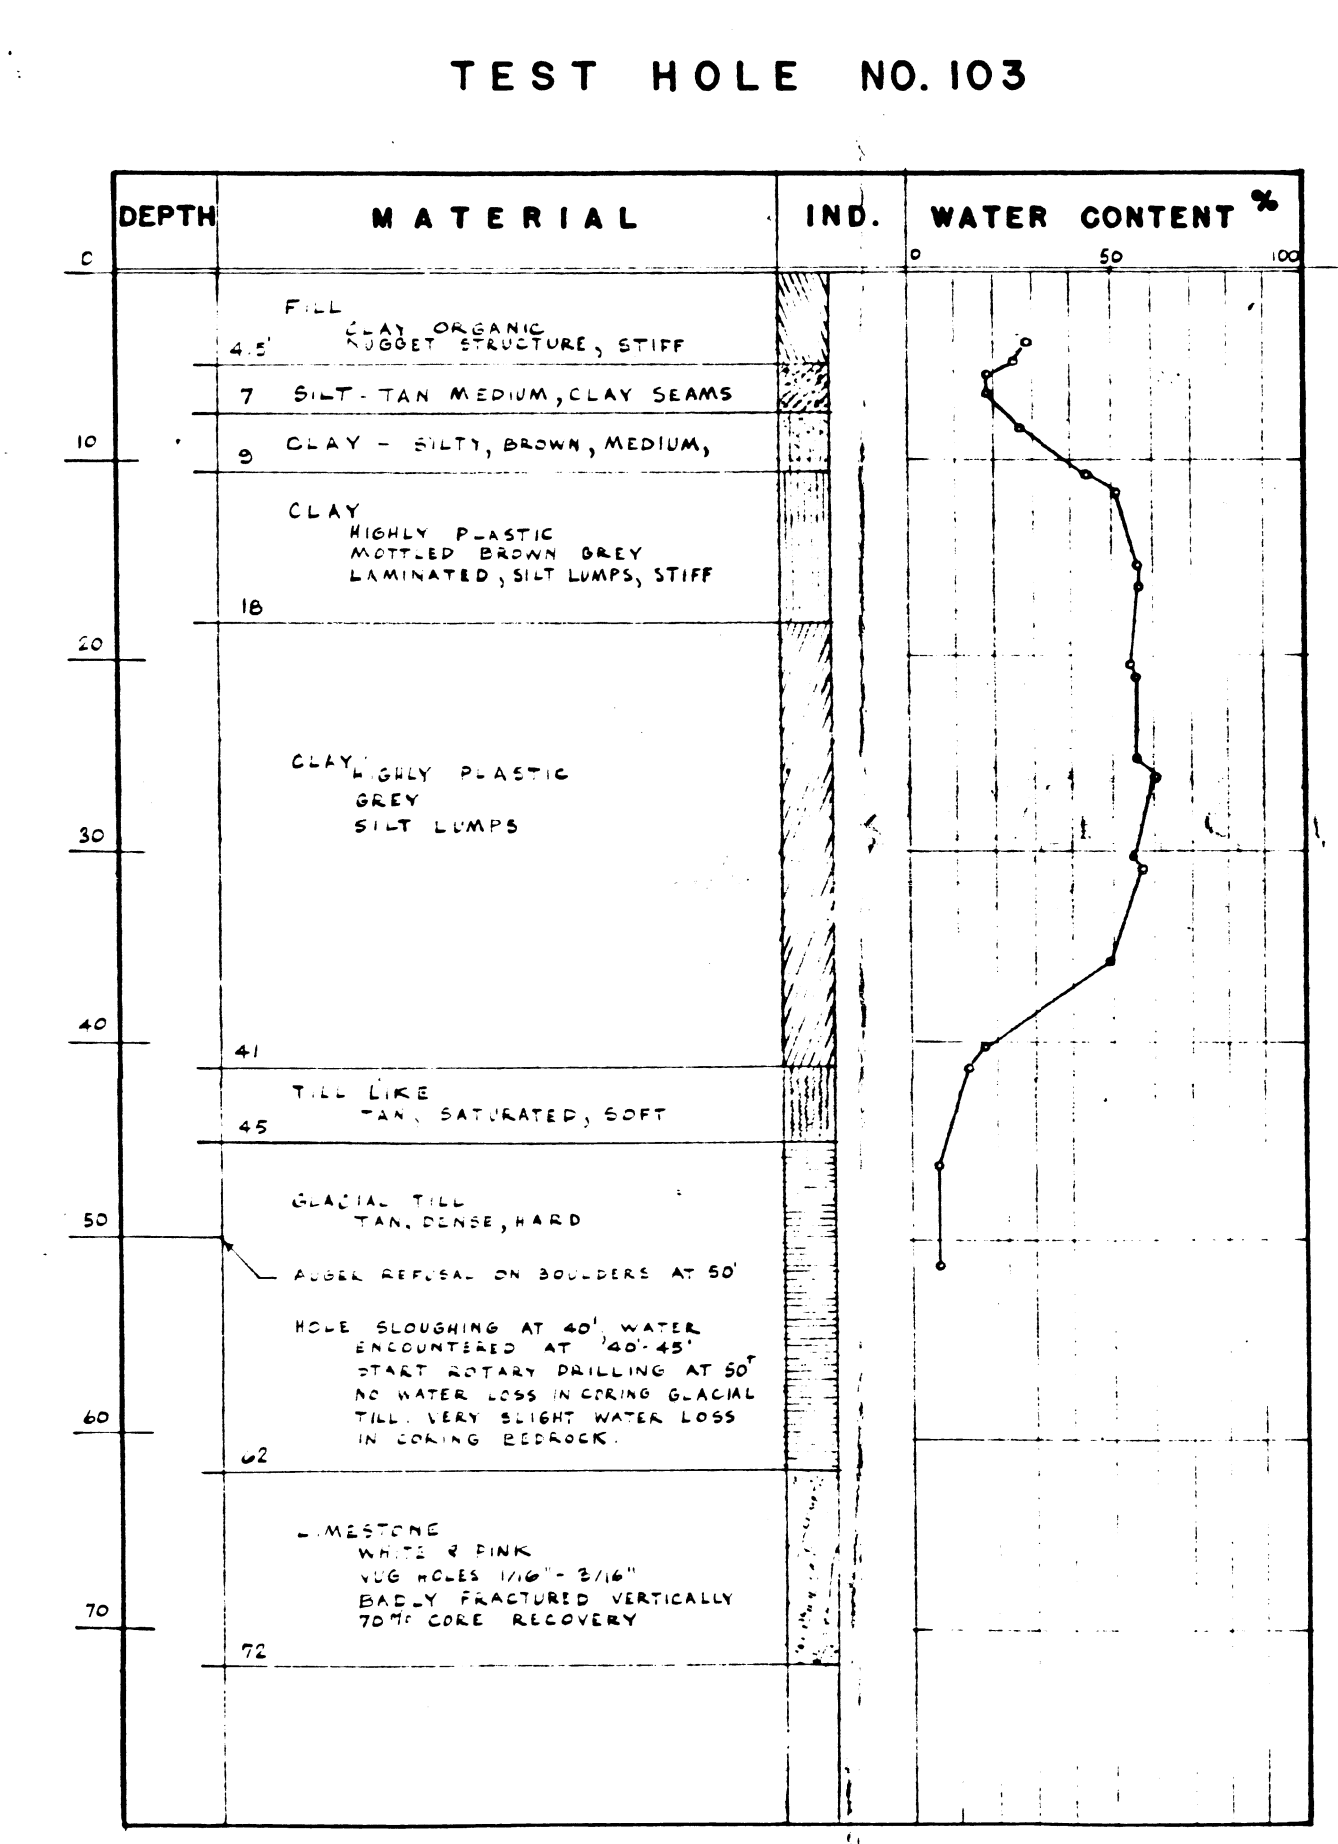 TEST HOLE NO. 103
DEPTH MATERIAL IND. WATER CONTENT %
0 0 50 100
FILL
CLAY ORGANIC
NUGGET STRUCTURE, STIFF
4.5'
7 SILT - TAN MEDIUM, CLAY SEAMS
10
CLAY - SILTY, BROWN, MEDIUM,
9
CLAY
HIGHLY PLASTIC
MOTTLED BROWN GREY
LAMINATED, SILT LUMPS, STIFF
18
20
CLAY
HIGHLY PLASTIC
GREY
SILT LUMPS
30
40
41
TILL LIKE
TAN, SATURATED, SOFT
45
GLACIAL TILL
TAN, DENSE, HARD
50
AUGER REFUSAL ON BOULDERS AT 50'
HOLE SLOUGHING AT 40', WATER
ENCOUNTERED AT 40'-45'
START ROTARY DRILLING AT 50'
NO WATER LOSS IN CORING GLACIAL
TILL. VERY SLIGHT WATER LOSS
IN CORING BEDROCK.
60
62
LIMESTONE
WHITE & PINK
VUG HOLES 1/16" - 3/16"
BADLY FRACTURED VERTICALLY
70% CORE RECOVERY
70
72